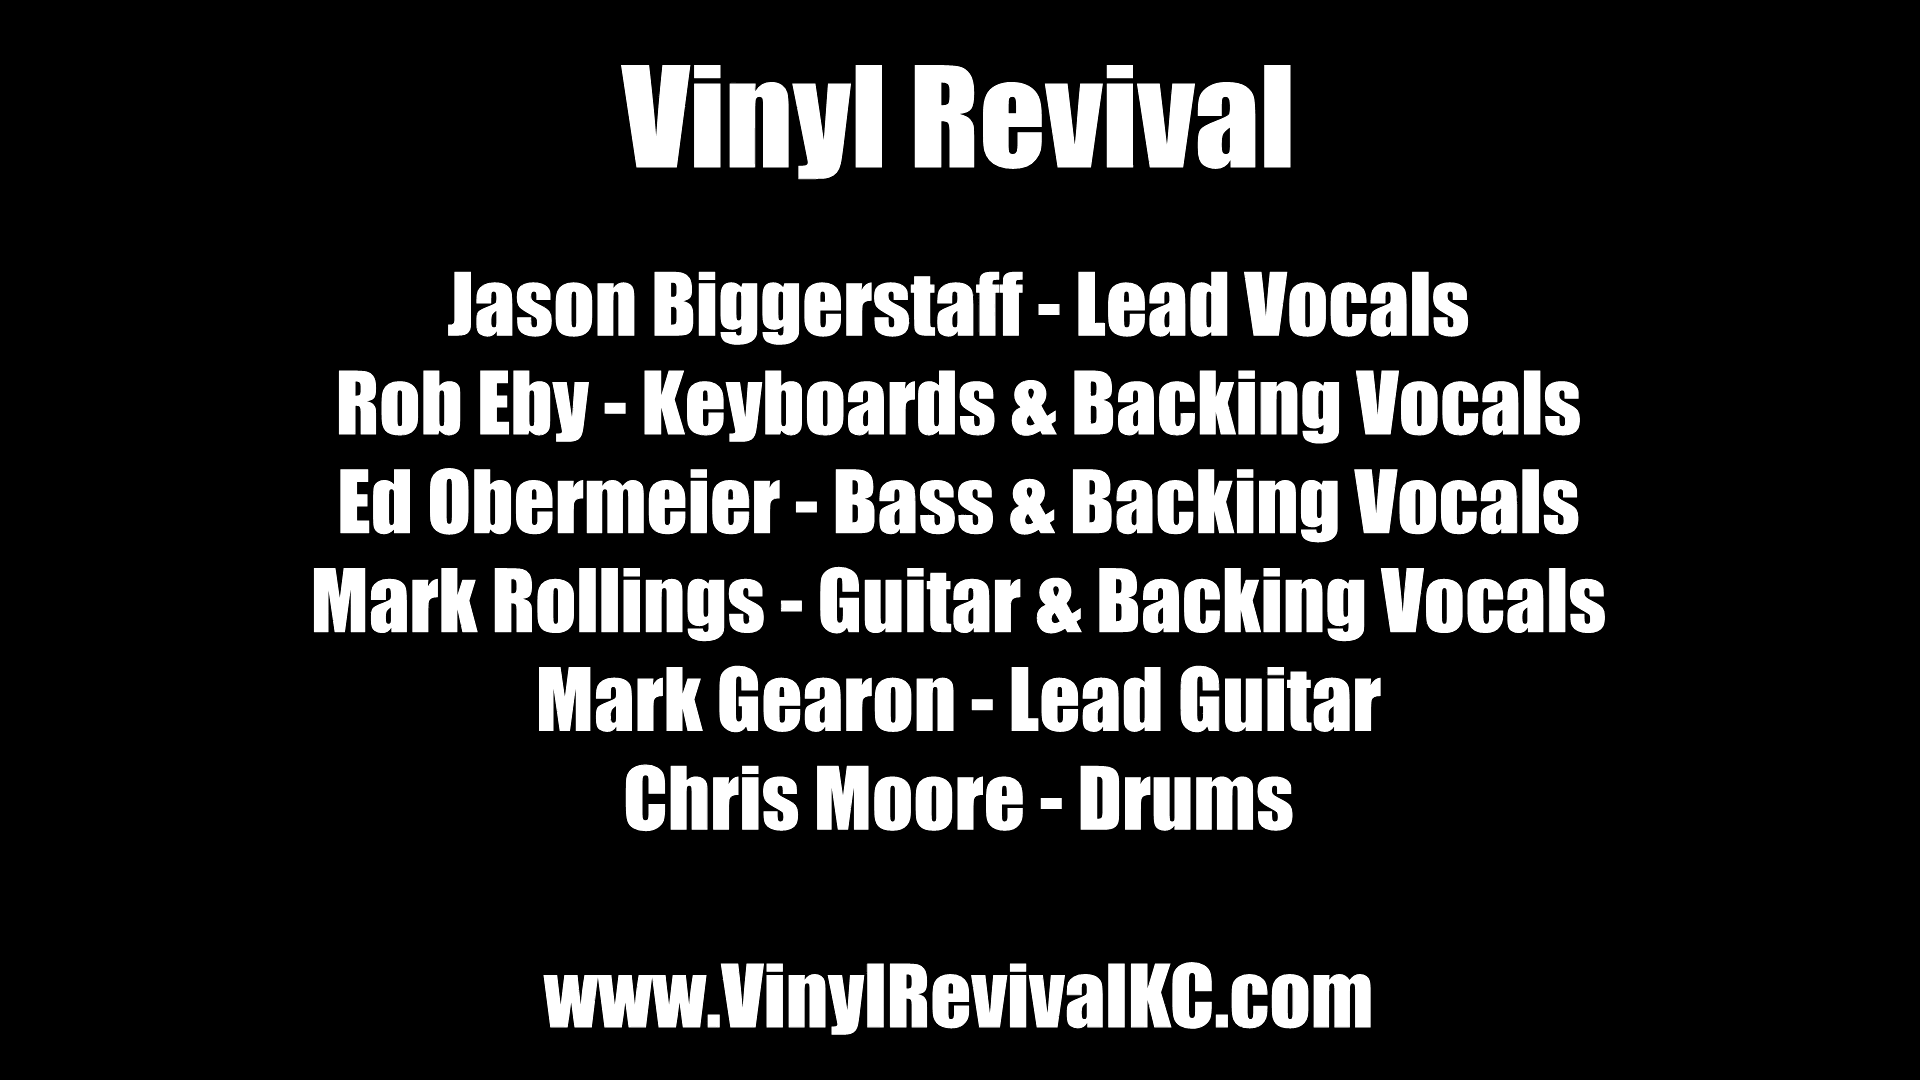 Vinyl Revival
Jason Biggerstaff - Lead Vocals
Rob Eby - Keyboards & Backing Vocals
Ed Obermeier - Bass & Backing Vocals
Mark Rollings - Guitar & Backing Vocals
Mark Gearon - Lead Guitar
Chris Moore - Drums
www.VinylRevivalKC.com